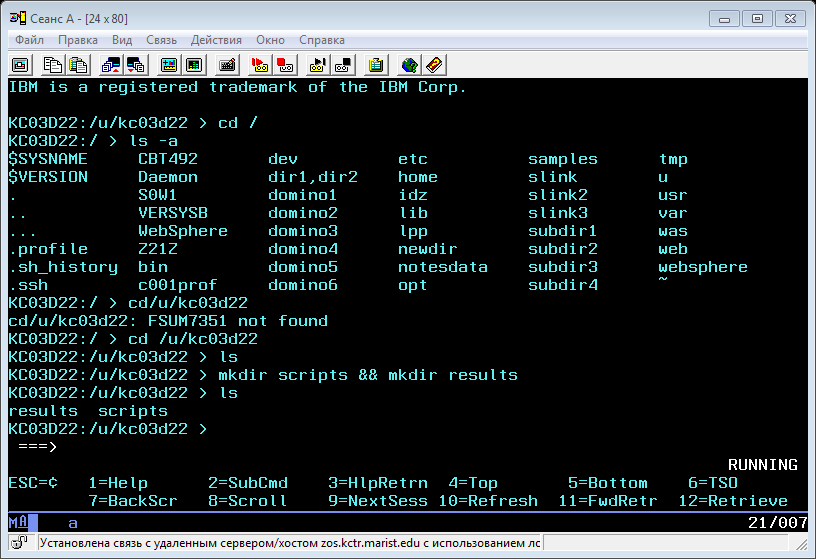 Сеанс A - [24 x 80]
Файл Правка Вид Связь Действия Окно Справка
IBM is a registered trademark of the IBM Corp.
KC03D22:/u/kc03d22 > cd /
KC03D22:/ > ls -a
$SYSNAME CBT492 dev etc samples tmp
$VERSION Daemon dir1,dir2 home slink u
. S0W1 domino1 idz slink2 usr
.. VERSYSB domino2 lib slink3 var
... WebSphere domino3 lpp subdir1 was
.profile Z21Z domino4 newdir subdir2 web
.sh_history bin domino5 notesdata subdir3 websphere
.ssh c001prof domino6 opt subdir4 ~
KC03D22:/ > cd/u/kc03d22
cd/u/kc03d22: FSUM7351 not found
KC03D22:/ > cd /u/kc03d22
KC03D22:/u/kc03d22 > ls
KC03D22:/u/kc03d22 > mkdir scripts && mkdir results
KC03D22:/u/kc03d22 > ls
results scripts
KC03D22:/u/kc03d22 >
===>
RUNNING
ESC=¢ 1=Help 2=SubCmd 3=HlpRetrn 4=Top 5=Bottom 6=TSO
7=BackScr 8=Scroll 9=NextSess 10=Refresh 11=FwdRetr 12=Retrieve
MA a 21/007
Установлена связь с удаленным сервером/хостом zos.kctr.marist.edu с использованием лс